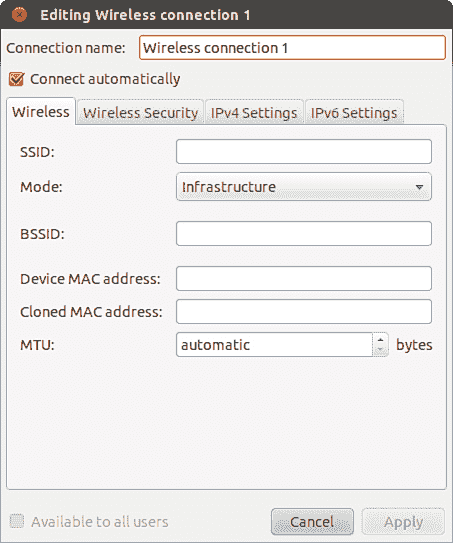 Editing Wireless connection 1
Connection name: Wireless connection 1
Connect automatically
Wireless Wireless Security IPv4 Settings IPv6 Settings
SSID:
Mode: Infrastructure
BSSID:
Device MAC address:
Cloned MAC address:
MTU: automatic bytes
Available to all users Cancel Apply